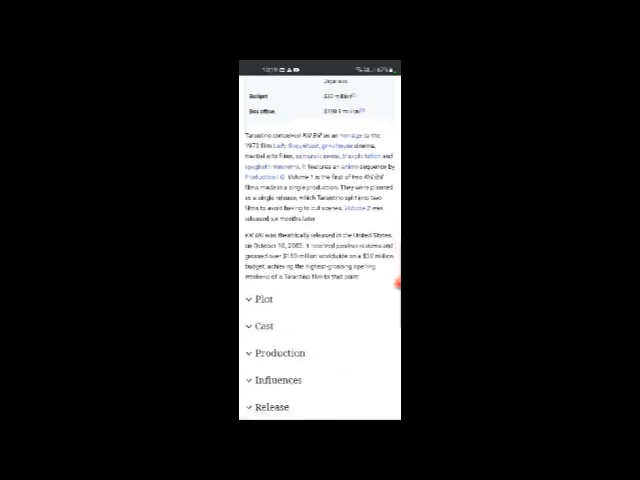 Japanese
Budget $30 million
Box office
Tarantino conceived Kill Bill as an homage to the
1973 film Lady Snowblood, grindhouse cinema,
martial arts films, samurai cinema, blaxploitation and
spaghetti westerns. It features an anime sequence by
Production I.G. Volume 1 is the first of two Kill Bill
films made in a single production. They were planned
as a single release, which Tarantino split into two
films to avoid having to cut scenes. Volume 2 was
released six months later.
Kill Bill was theatrically released in the United States
on October 10, 2003. It received positive reviews and
grossed over $180 million worldwide on a $30 million
budget, achieving the highest-grossing opening
weekend of a Tarantino film to that point.
Plot
Cast
Production
Influences
Release